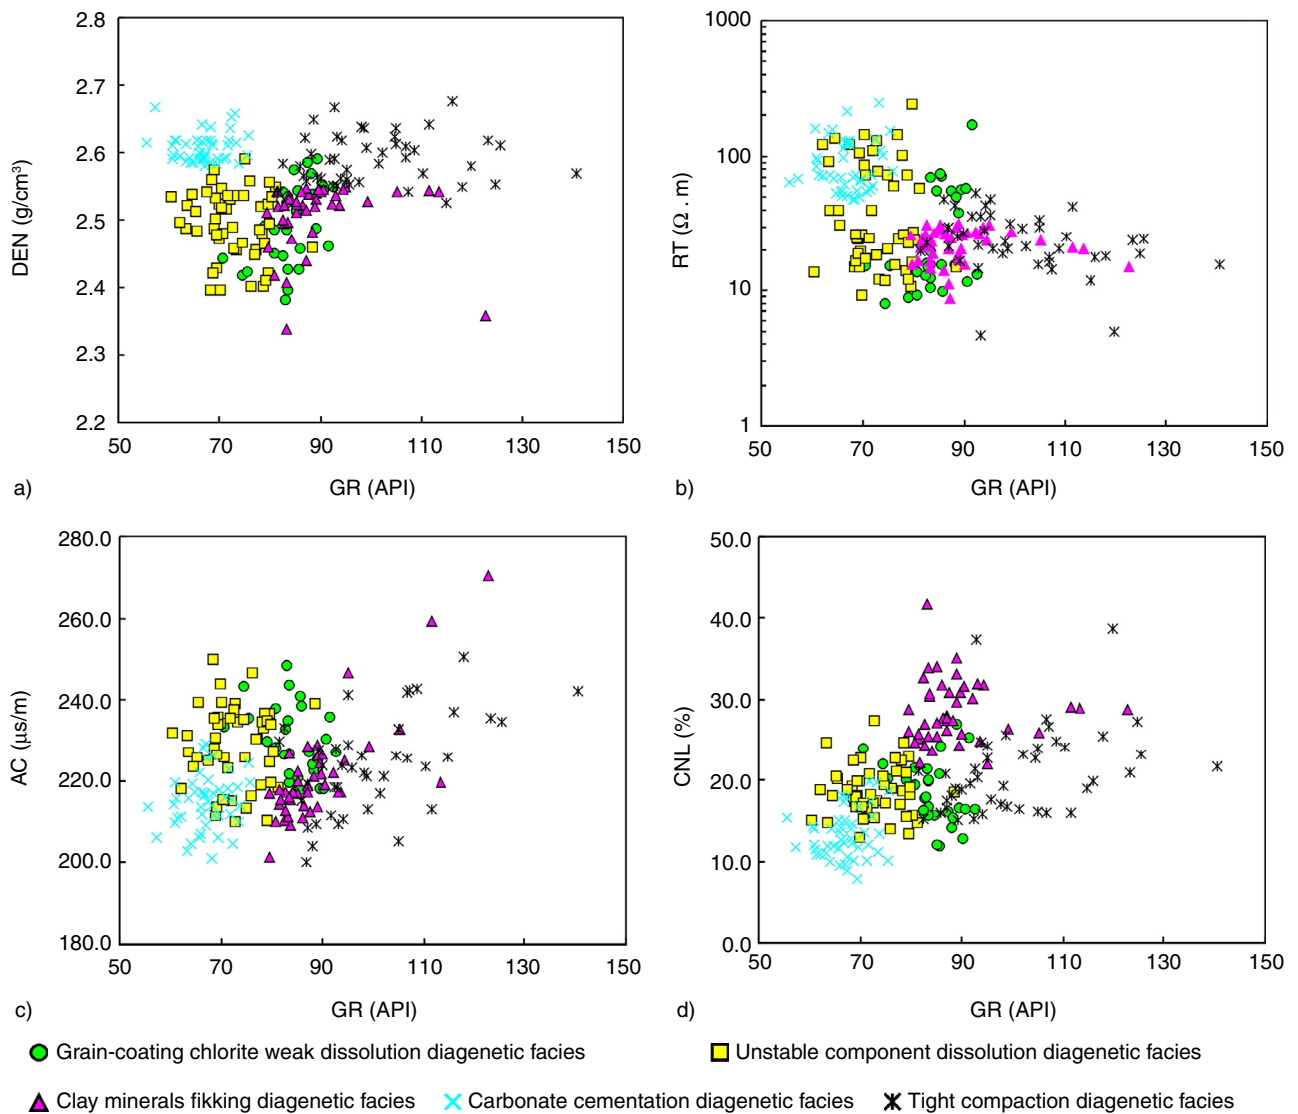 2.8
2.7
2.6
2.5
2.4
2.3
2.2
DEN (g/cm³)
50 70 90 110 130 150
a) GR (API)
1000
100
10
1
RT (Ω . m)
50 70 90 110 130 150
b) GR (API)
280.0
260.0
240.0
220.0
200.0
180.0
AC (µs/m)
50 70 90 110 130 150
c) GR (API)
50.0
40.0
30.0
20.0
10.0
0.0
CNL (%)
50 70 90 110 130 150
d) GR (API)
Grain-coating chlorite weak dissolution diagenetic facies Unstable component dissolution diagenetic facies
Clay minerals fikking diagenetic facies Carbonate cementation diagenetic facies Tight compaction diagenetic facies